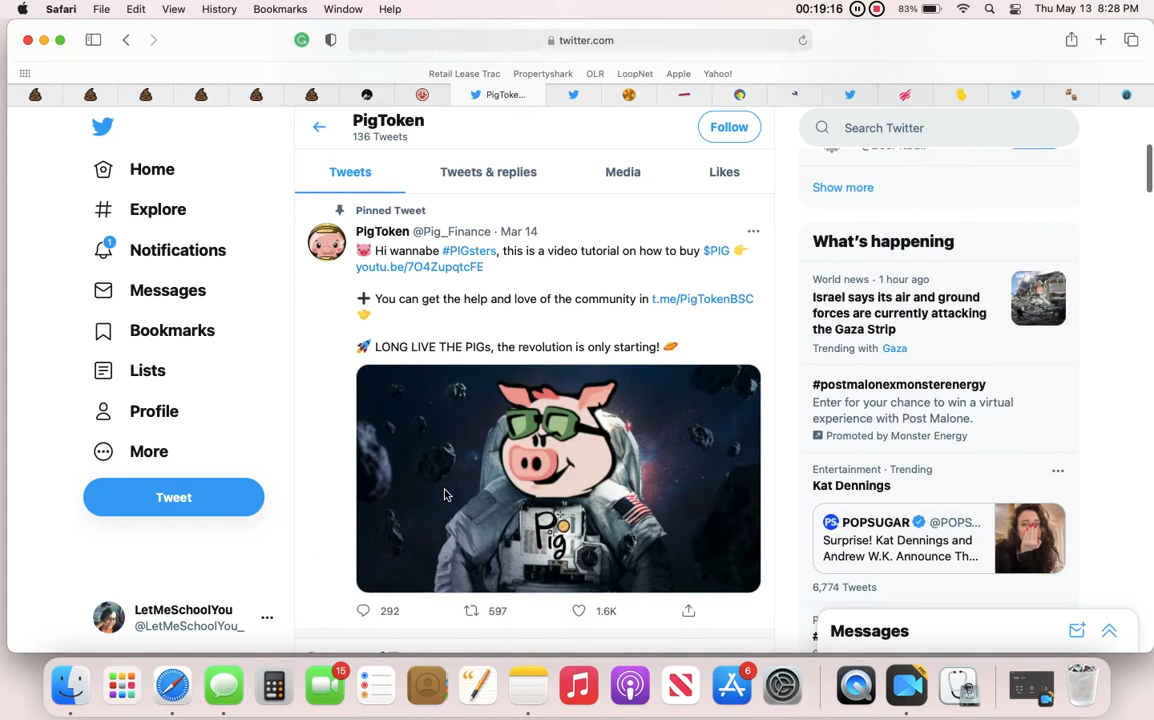 Safari File Edit View History Bookmarks Window Help 00:19:16 83% Thu May 13 8:28 PM
twitter.com
Retail Lease Trac Propertyshark OLR LoopNet Apple Yahoo!
PigToke...
PigToken
136 Tweets
Follow
Search Twitter
Tweets Tweets & replies Media Likes
Home
Explore
1
Notifications
Messages
Bookmarks
Lists
Profile
More
Tweet
LetMeSchoolYou
@LetMeSchoolYou_
Pinned Tweet
PigToken @Pig_Finance · Mar 14
🐷 Hi wannabe #PIGsters, this is a video tutorial on how to buy $PIG 👉
youtu.be/7O4ZupqtcFE
➕ You can get the help and love of the community in t.me/PigTokenBSC
🚀 LONG LIVE THE PIGs, the revolution is only starting! 🌭
Pig
292 597 1.6K
Show more
What's happening
World news · 1 hour ago
Israel says its air and ground
forces are currently attacking
the Gaza Strip
Trending with Gaza
#postmalonexmonsterenergy
Enter for your chance to win a virtual
experience with Post Malone.
Promoted by Monster Energy
Entertainment · Trending
Kat Dennings
PS. POPSUGAR @POPS...
Surprise! Kat Dennings and
Andrew W.K. Announce Th...
6,774 Tweets
Messages
15
6